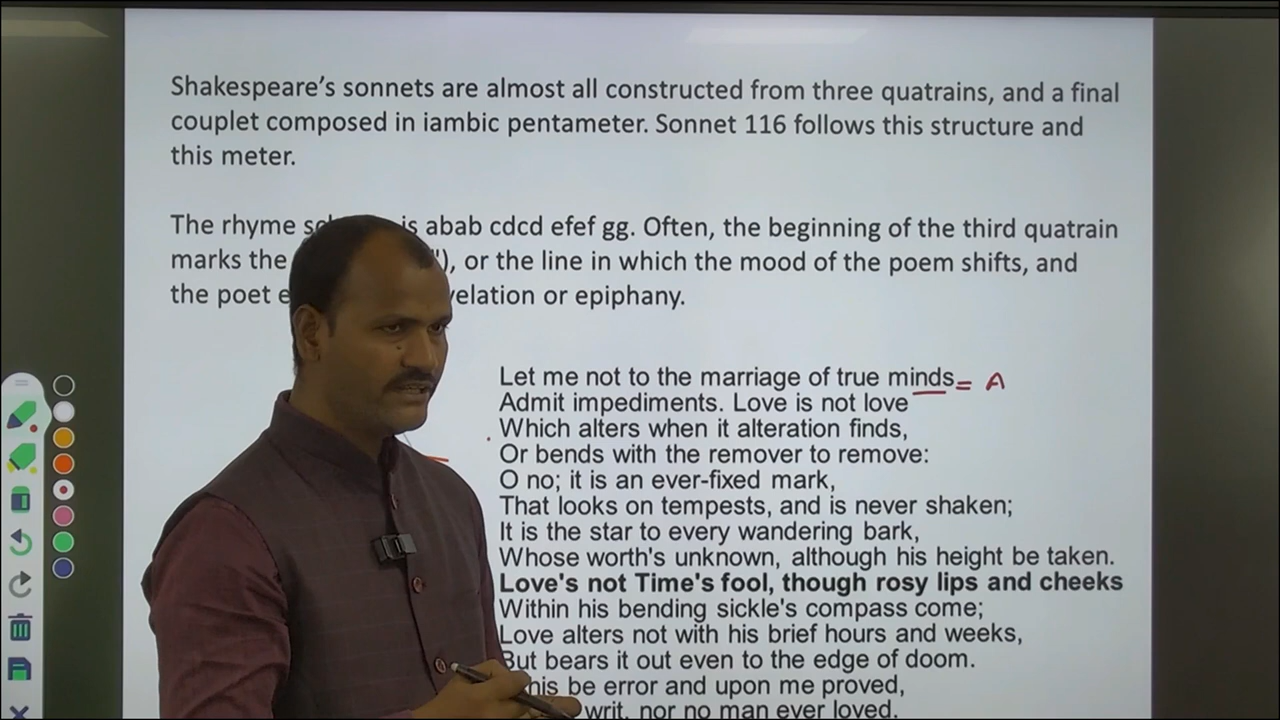 Shakespeare’s sonnets are almost all constructed from three quatrains, and a final
couplet composed in iambic pentameter. Sonnet 116 follows this structure and
this meter.
The rhyme is abab cdcd efef gg. Often, the beginning of the third quatrain
marks the "), or the line in which the mood of the poem shifts, and
the poet or epiphany.
Let me not to the marriage of true minds = A
Admit impediments. Love is not love
Which alters when it alteration finds,
Or bends with the remover to remove:
O no; it is an ever-fixed mark,
That looks on tempests, and is never shaken;
It is the star to every wandering bark,
Whose worth's unknown, although his height be taken.
Love's not Time's fool, though rosy lips and cheeks
Within his bending sickle's compass come;
Love alters not with his brief hours and weeks,
But bears it out even to the edge of doom.
be error and upon me proved,
writ, nor no man ever loved.